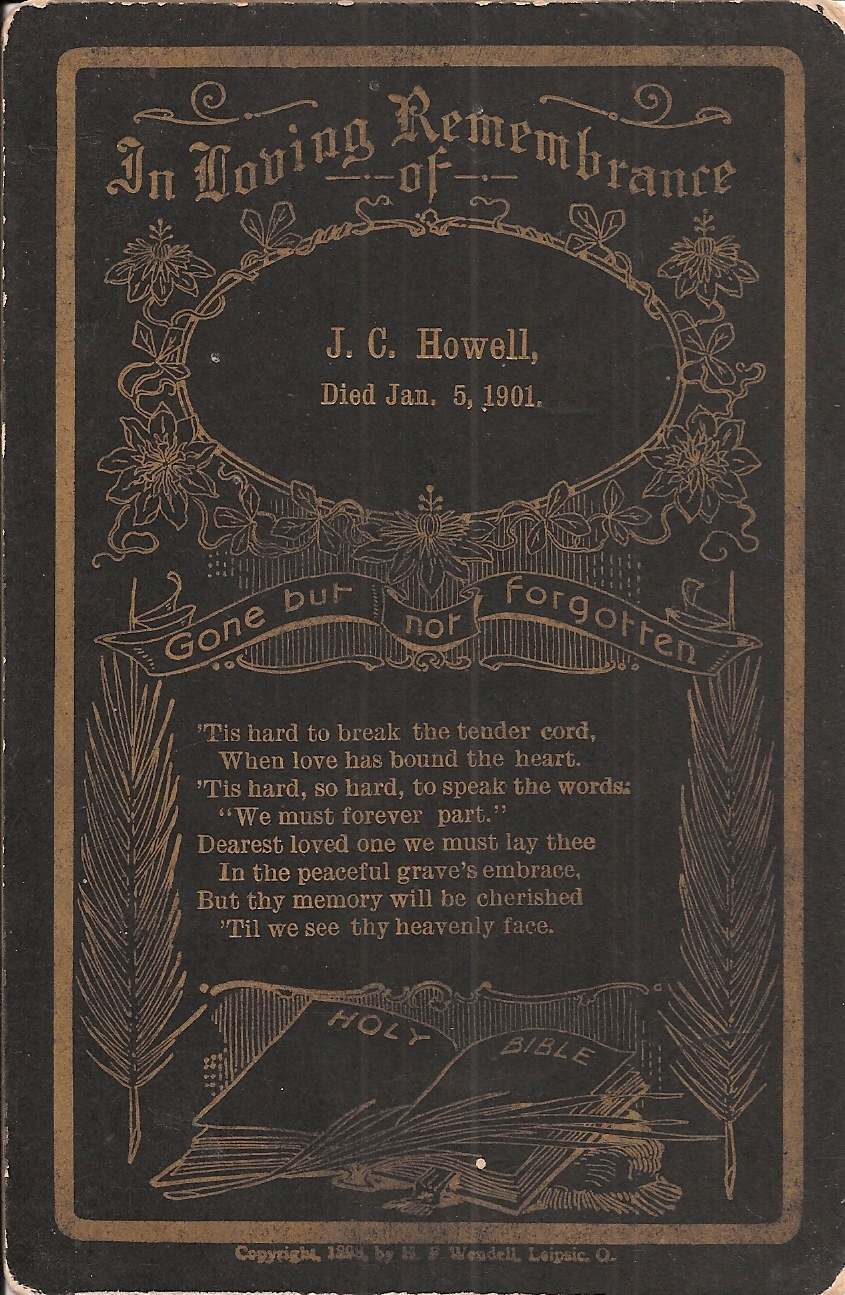 In Loving Remembrance
of
J. C. Howell,
Died Jan. 5, 1901.
Gone but not forgotten
'Tis hard to break the tender cord,
When love has bound the heart.
'Tis hard, so hard, to speak the words:
"We must forever part."
Dearest loved one we must lay thee
In the peaceful grave's embrace,
But thy memory will be cherished
'Til we see thy heavenly face.
HOLY BIBLE
Copyright, by H. F Wendell, Leipsic, O.